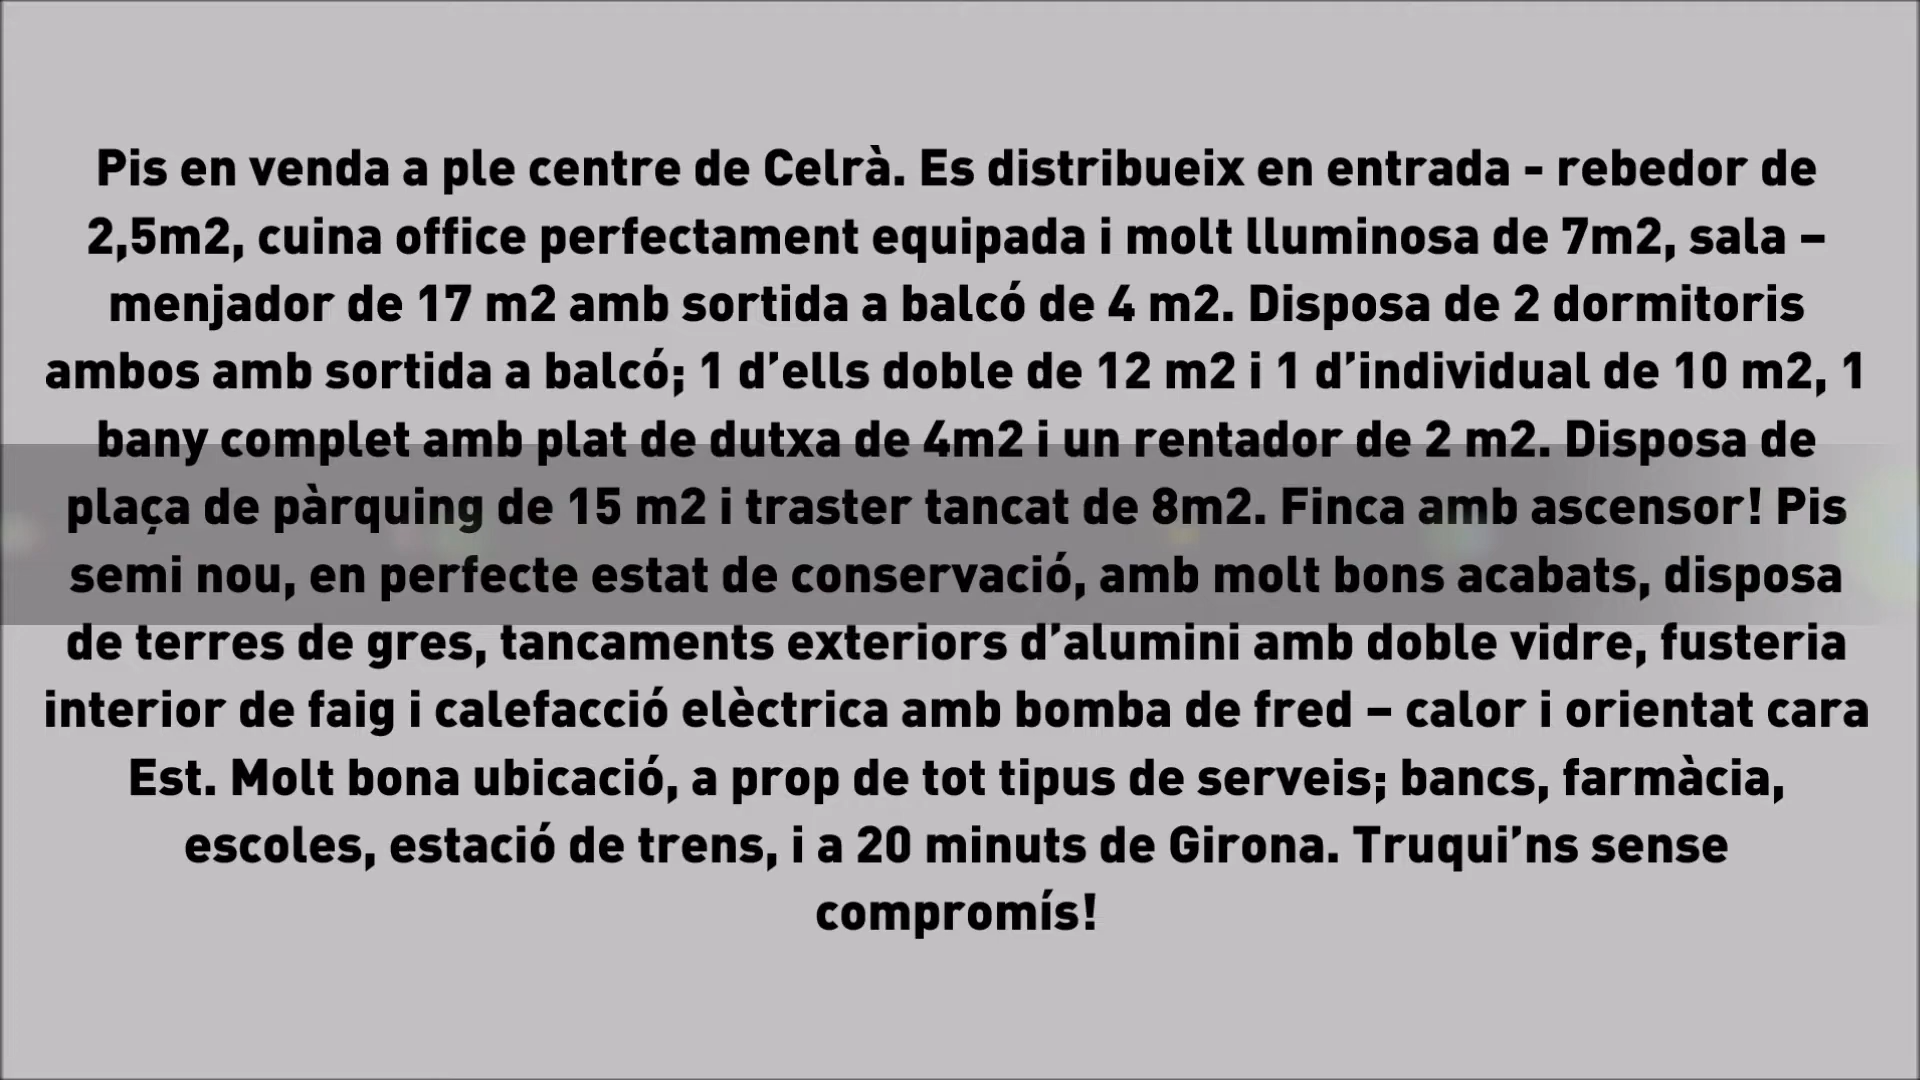 Pis en venda a ple centre de Celrà. Es distribueix en entrada - rebedor de
2,5m2, cuina office perfectament equipada i molt lluminosa de 7m2, sala –
menjador de 17 m2 amb sortida a balcó de 4 m2. Disposa de 2 dormitoris
ambos amb sortida a balcó; 1 d’ells doble de 12 m2 i 1 d’individual de 10 m2, 1
bany complet amb plat de dutxa de 4m2 i un rentador de 2 m2. Disposa de
plaça de pàrquing de 15 m2 i traster tancat de 8m2. Finca amb ascensor! Pis
semi nou, en perfecte estat de conservació, amb molt bons acabats, disposa
de terres de gres, tancaments exteriors d’alumini amb doble vidre, fusteria
interior de faig i calefacció elèctrica amb bomba de fred – calor i orientat cara
Est. Molt bona ubicació, a prop de tot tipus de serveis; bancs, farmàcia,
escoles, estació de trens, i a 20 minuts de Girona. Truqui’ns sense
compromís!